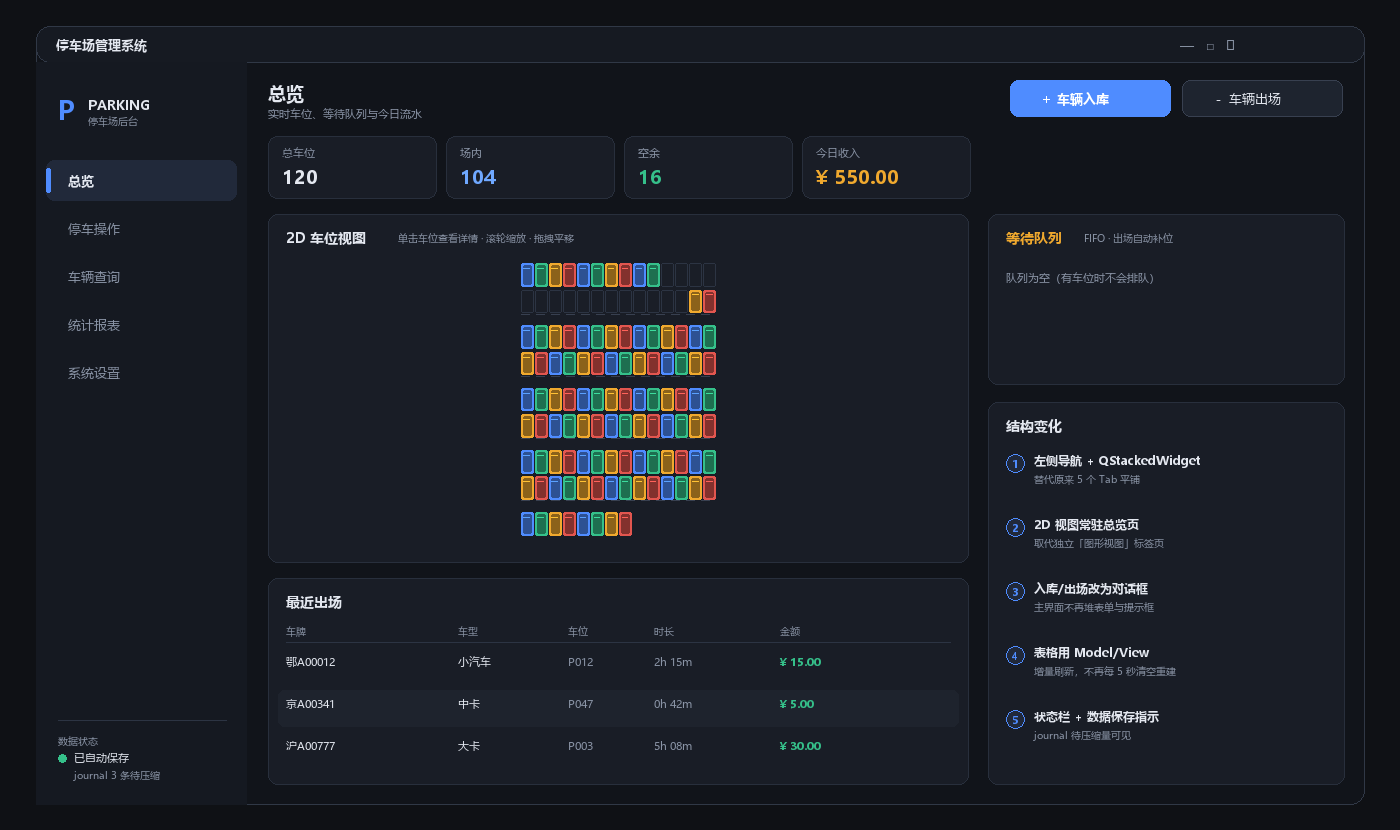 停车场管理系统
P PARKING
停车场后台
总览
停车操作
车辆查询
统计报表
系统设置
数据状态
已自动保存
journal 3 条待压缩
总览
实时车位、等待队列与今日流水
+ 车辆入库
- 车辆出场
总车位
120
场内
104
空余
16
今日收入
¥ 550.00
2D 车位视图 单击车位查看详情 · 滚轮缩放 · 拖拽平移
等待队列 FIFO · 出场自动补位
队列为空（有车位时不会排队）
最近出场
车牌 车型 车位 时长 金额
鄂A00012 小汽车 P012 2h 15m ¥ 15.00
京A00341 中卡 P047 0h 42m ¥ 5.00
沪A00777 大卡 P003 5h 08m ¥ 30.00
结构变化
1 左侧导航 + QStackedWidget
替代原来 5 个 Tab 平铺
2 2D 视图常驻总览页
取代独立「图形视图」标签页
3 入库/出场改为对话框
主界面不再堆表单与提示框
4 表格用 Model/View
增量刷新，不再每 5 秒清空重建
5 状态栏 + 数据保存指示
journal 待压缩量可见